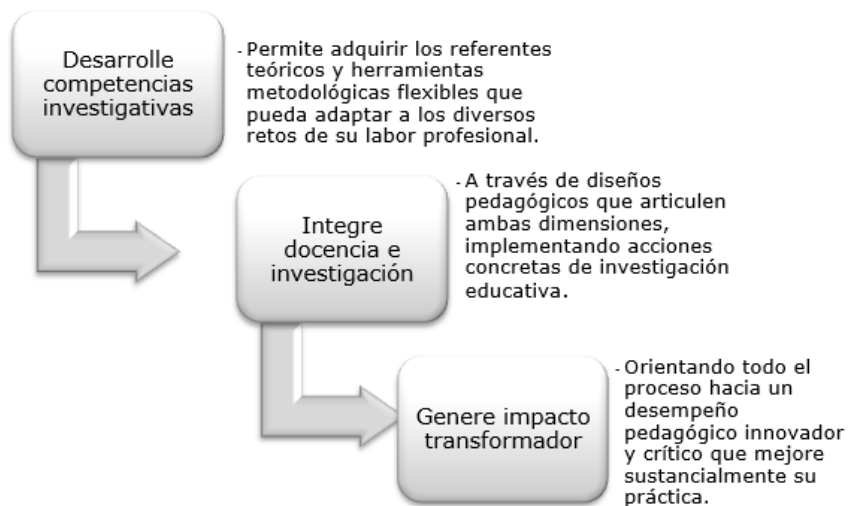 Desarrolle
competencias
investigativas
- Permite adquirir los referentes
teóricos y herramientas
metodológicas flexibles que
pueda adaptar a los diversos
retos de su labor profesional.
Integre
docencia e
investigación
- A través de diseños
pedagógicos que articulen
ambas dimensiones,
implementando acciones
concretas de investigación
educativa.
Genere impacto
transformador
- Orientando todo el
proceso hacia un
desempeño
pedagógico innovador
y crítico que mejore
sustancialmente su
práctica.